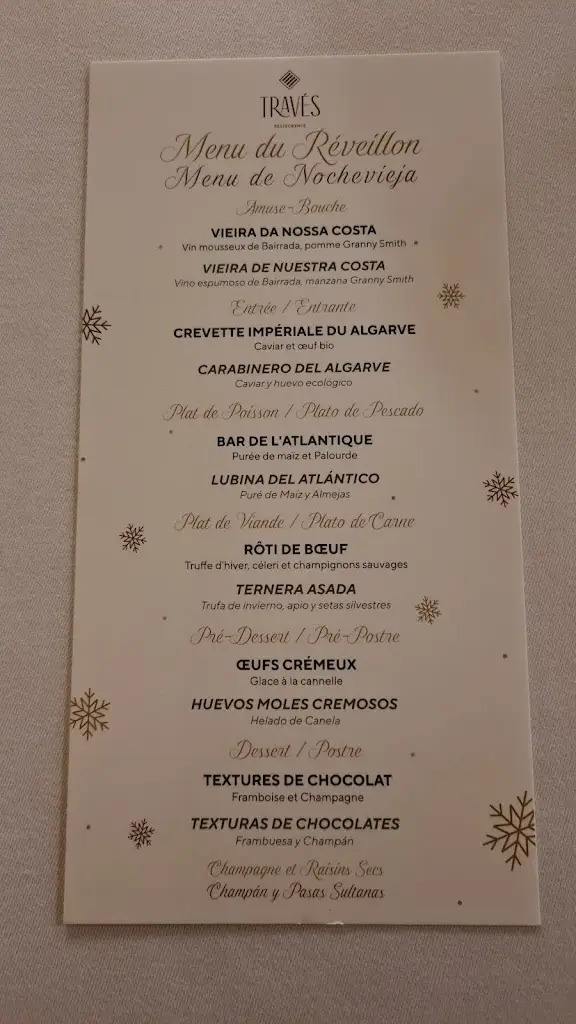 TRAVÉS
RESTAURANTE
Menu du Réveillon
Menu de Nochevieja
Amuse-Bouche
VIEIRA DA NOSSA COSTA
Vin mousseux de Bairrada, pomme Granny Smith
VIEIRA DE NUESTRA COSTA
Vino espumoso de Bairrada, manzana Granny Smith
Entrée / Entrante
CREVETTE IMPÉRIALE DU ALGARVE
Caviar et œuf bio
CARABINERO DEL ALGARVE
Caviar y huevo ecológico
Plat de Poisson / Plato de Pescado
BAR DE L'ATLANTIQUE
Purée de maïz et Palourde
LUBINA DEL ATLÁNTICO
Puré de Maíz y Almejas
Plat de Viande / Plato de Carne
RÔTI DE BŒUF
Truffe d'hiver, céleri et champignons sauvages
TERNERA ASADA
Trufa de invierno, apio y setas silvestres
Pré-Dessert / Pré-Postre
ŒUFS CRÉMEUX
Glace à la cannelle
HUEVOS MOLES CREMOSOS
Helado de Canela
Dessert / Postre
TEXTURES DE CHOCOLAT
Framboise et Champagne
TEXTURAS DE CHOCOLATES
Frambuesa y Champán
Champagne et Raisins Secs
Champán y Pasas Sultanas